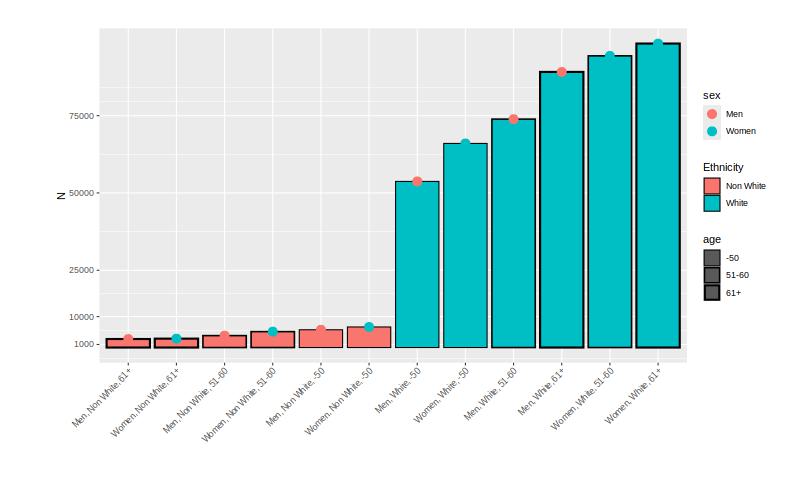 N
75000
50000
25000
10000
1000
Men, Non White, 61+
Women, Non White, 61+
Men, Non White, 51-60
Women, Non White, 51-60
Men, Non White, -50
Women, Non White, -50
Men, White, -50
Women, White, -50
Men, White, 51-60
Men, White, 61+
Women, White, 51-60
Women, White, 61+
sex
Men
Women
Ethnicity
Non White
White
age
-50
51-60
61+